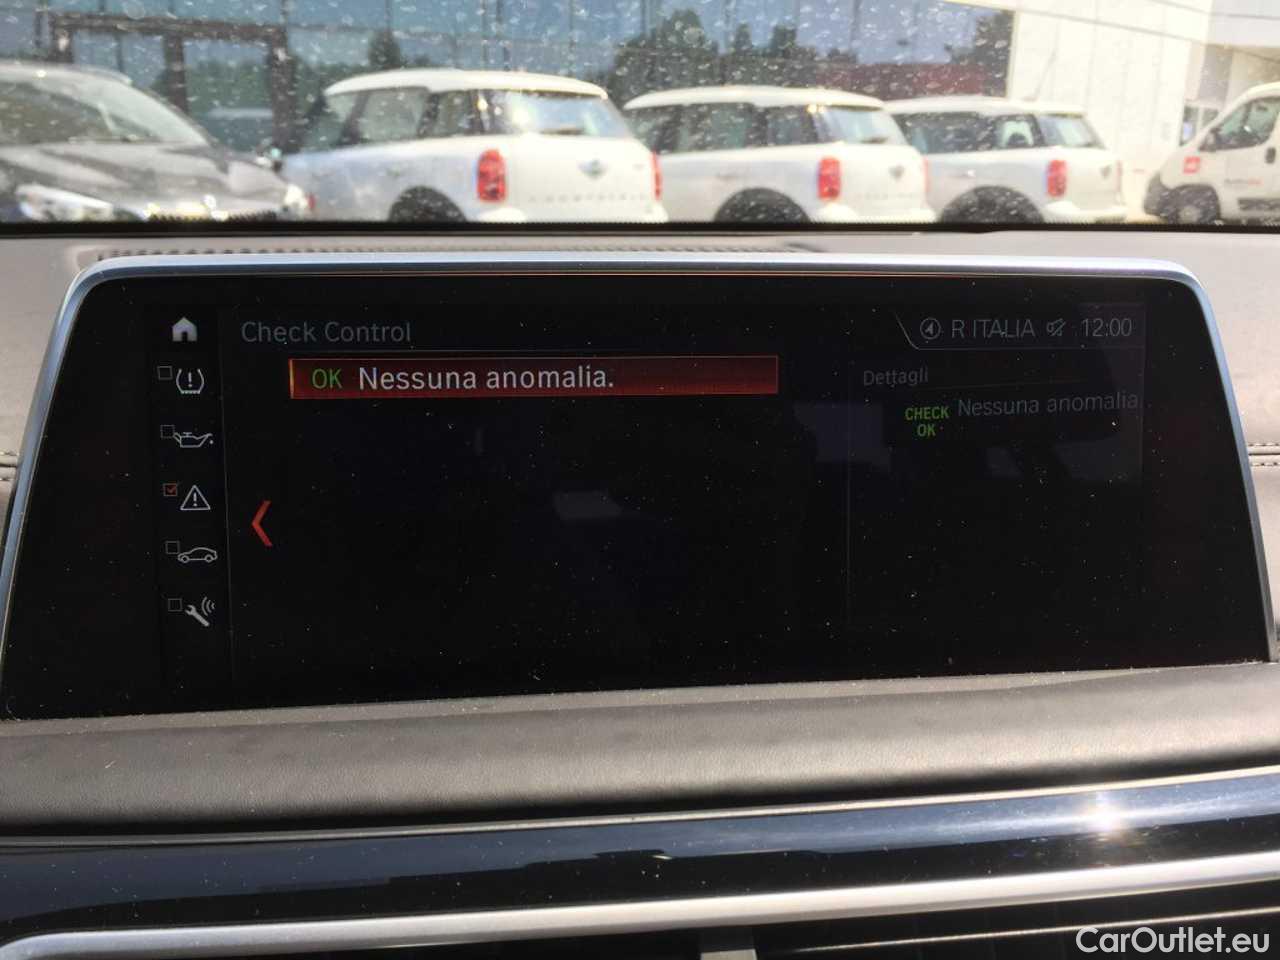 Check Control
R ITALIA 12:00
OK Nessuna anomalia.
Dettagli
CHECK OK Nessuna anomalia
CarOutlet.eu